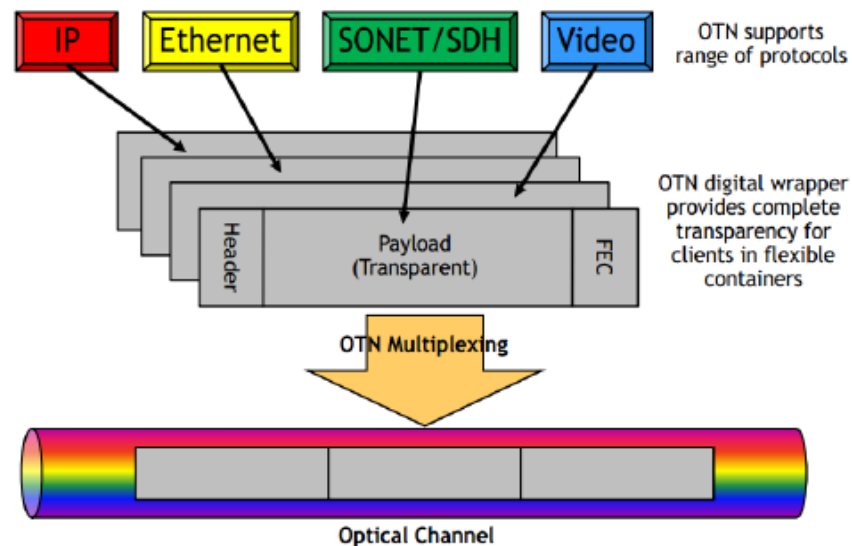 IP
Ethernet
SONET/SDH
Video
OTN supports
range of protocols
OTN digital wrapper
provides complete
transparency for
clients in flexible
containers
Header
Payload
(Transparent)
FEC
OTN Multiplexing
Optical Channel